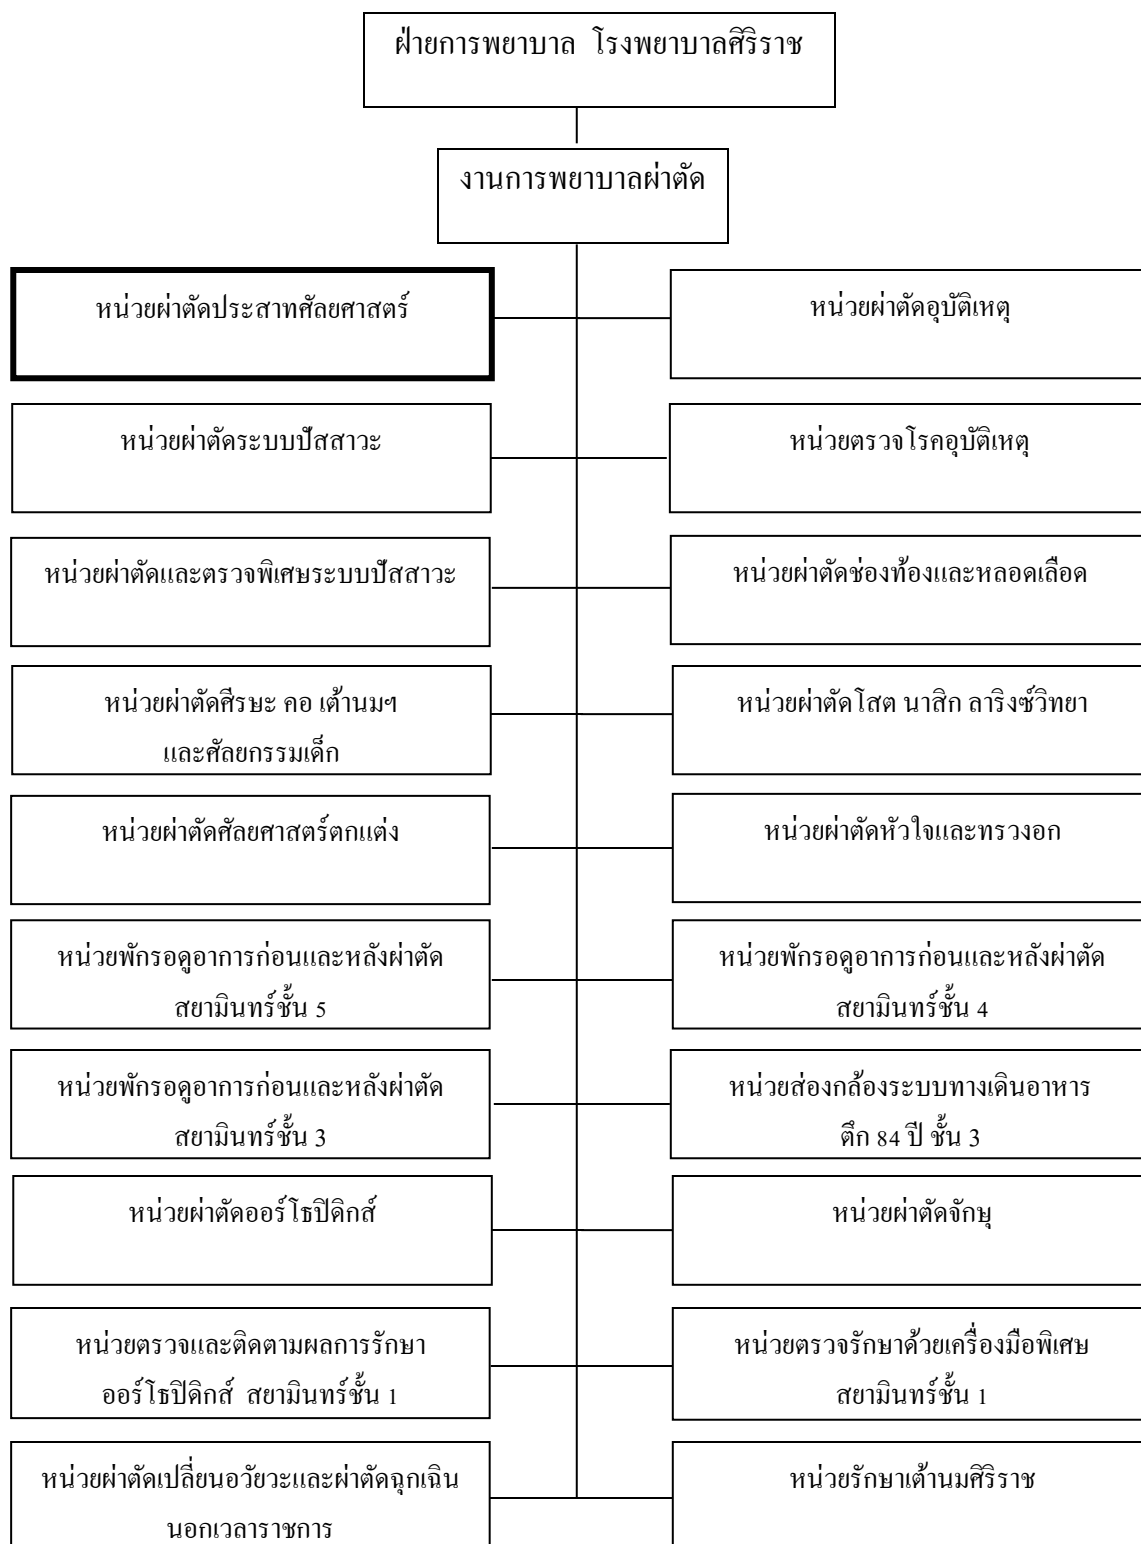 ฝ่ายการพยาบาล โรงพยาบาลศิริราช
งานการพยาบาลผ่าตัด
หน่วยผ่าตัดประสาทศัลยศาสตร์
หน่วยผ่าตัดอุบัติเหตุ
หน่วยผ่าตัดระบบปัสสาวะ
หน่วยตรวจโรคอุบัติเหตุ
หน่วยผ่าตัดและตรวจพิเศษระบบปัสสาวะ
หน่วยผ่าตัดช่องท้องและหลอดเลือด
หน่วยผ่าตัดศีรษะ คอ เต้านมฯ
และศัลยกรรมเด็ก
หน่วยผ่าตัดโสต นาสิก ลาริงซ์วิทยา
หน่วยผ่าตัดศัลยศาสตร์ตกแต่ง
หน่วยผ่าตัดหัวใจและทรวงอก
หน่วยพักรอดูอาการก่อนและหลังผ่าตัด
สยามินทร์ชั้น 5
หน่วยพักรอดูอาการก่อนและหลังผ่าตัด
สยามินทร์ชั้น 4
หน่วยพักรอดูอาการก่อนและหลังผ่าตัด
สยามินทร์ชั้น 3
หน่วยส่องกล้องระบบทางเดินอาหาร
ตึก 84 ปี ชั้น 3
หน่วยผ่าตัดออร์โธปิดิกส์
หน่วยผ่าตัดจักษุ
หน่วยตรวจและติดตามผลการรักษา
ออร์โธปิดิกส์ สยามินทร์ชั้น 1
หน่วยตรวจรักษาด้วยเครื่องมือพิเศษ
สยามินทร์ชั้น 1
หน่วยผ่าตัดเปลี่ยนอวัยวะและผ่าตัดฉุกเฉิน
นอกเวลาราชการ
หน่วยรักษาเต้านมศิริราช